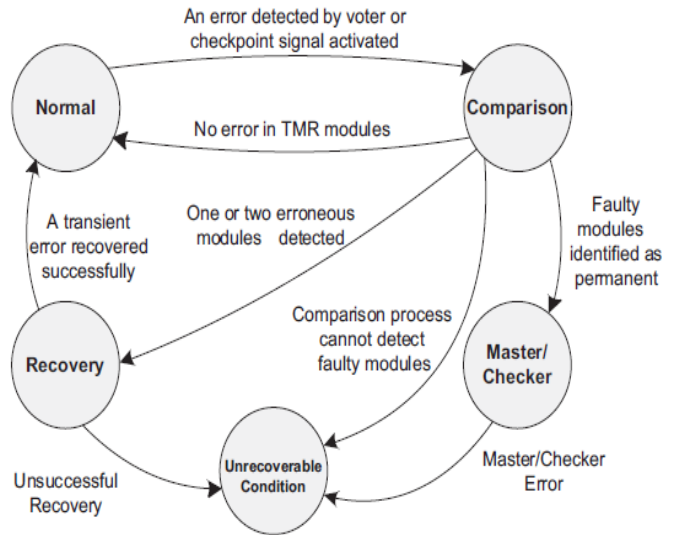 An error detected by voter or
checkpoint signal activated
Normal
Comparison
No error in TMR modules
One or two erroneous
modules detected
A transient
error recovered
successfully
Faulty
modules
identified as
permanent
Comparison process
cannot detect
faulty modules
Recovery
Master/
Checker
Unrecoverable
Condition
Unsuccessful
Recovery
Master/Checker
Error